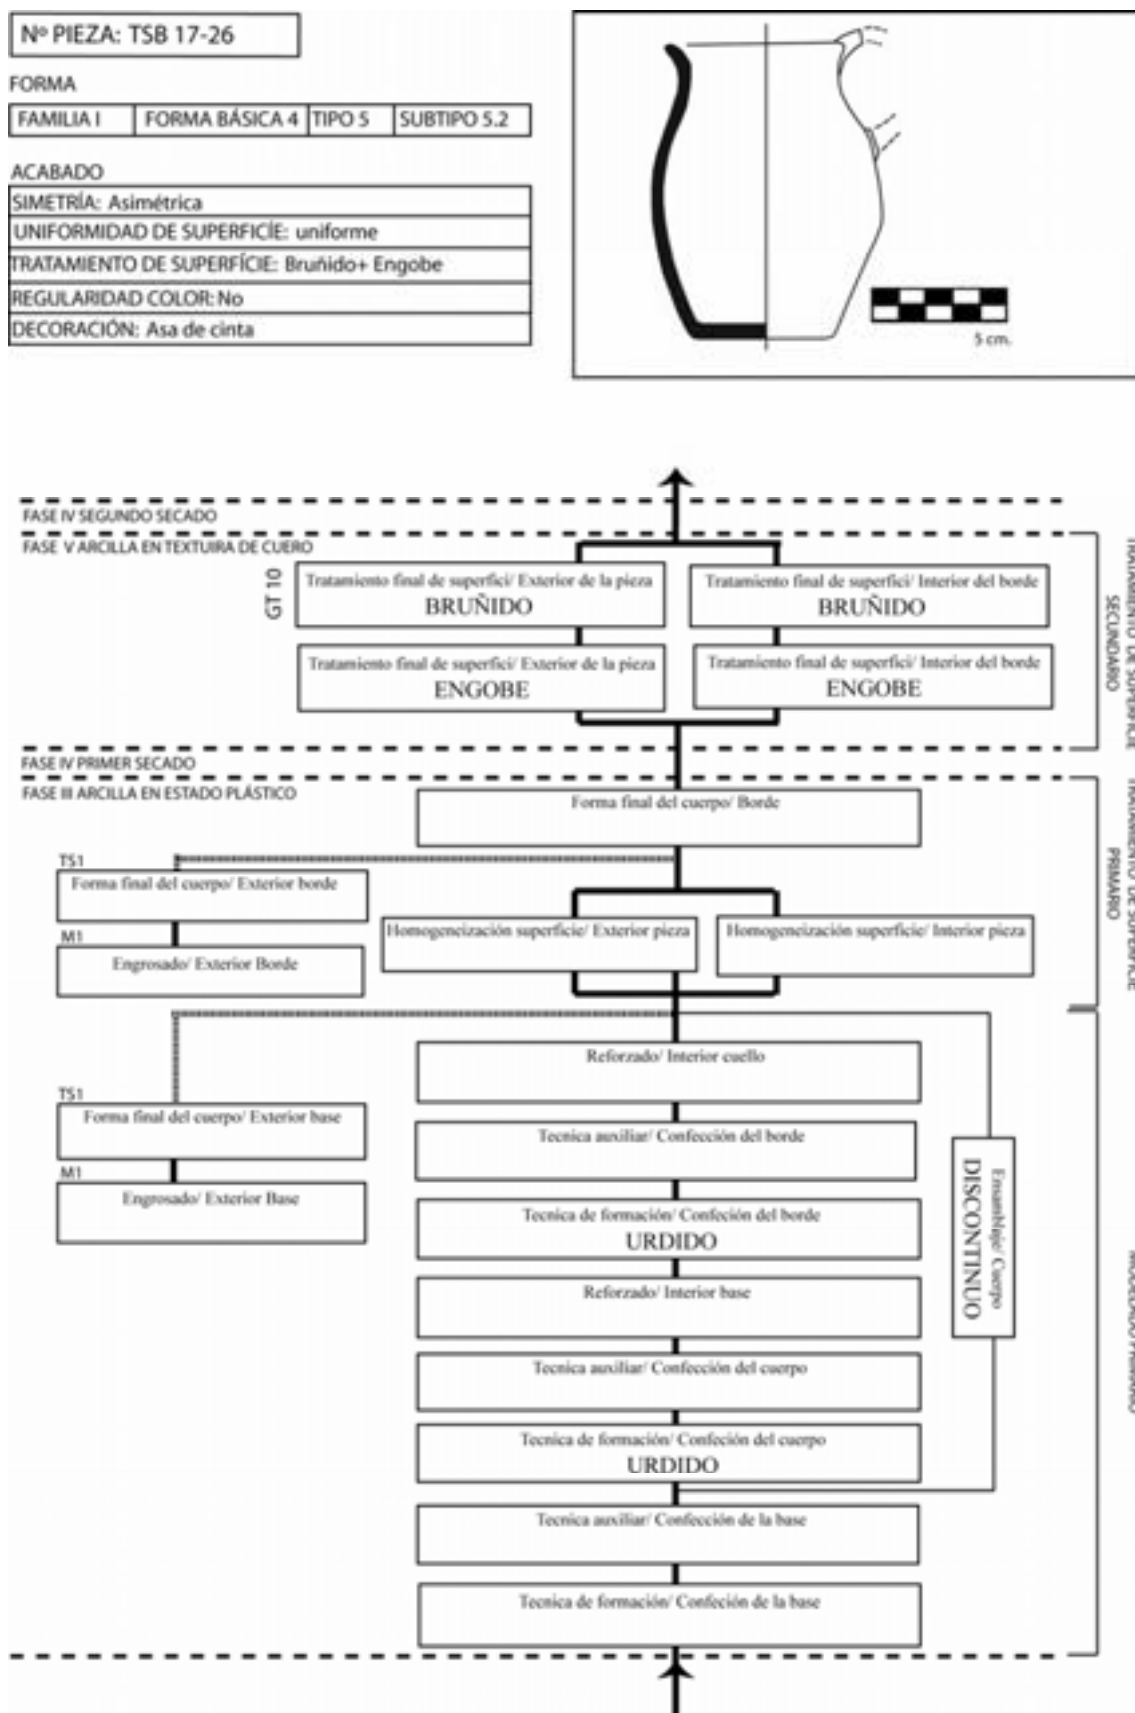 Nº PIEZA: TSB 17-26
FORMA
FAMILIA I FORMA BÁSICA 4 TIPO 5 SUBTIPO 5.2
ACABADO
SIMETRÍA: Asimétrica
UNIFORMIDAD DE SUPERFICÍE: uniforme
TRATAMIENTO DE SUPERFÍCIE: Bruñido+ Engobe
REGULARIDAD COLOR: No
DECORACIÓN: Asa de cinta
5 cm.
FASE IV SEGUNDO SECADO
FASE V ARCILLA EN TEXTUIRA DE CUERO
GT 10
Tratamiento final de superfici/ Exterior de la pieza
BRUÑIDO
Tratamiento final de superfici/ Interior del borde
BRUÑIDO
Tratamiento final de superfici/ Exterior de la pieza
ENGOBE
Tratamiento final de superfici/ Interior del borde
ENGOBE
TRATAMIENTO DE SUPERFICIE
SECUNDARIO
FASE IV PRIMER SECADO
FASE III ARCILLA EN ESTADO PLÁSTICO
Forma final del cuerpo/ Borde
TS1
Forma final del cuerpo/ Exterior borde
M1
Engrosado/ Exterior Borde
Homogeneización superficie/ Exterior pieza
Homogeneización superficie/ Interior pieza
TRATAMIENTO DE SUPERFICIE
PRIMARIO
Reforzado/ Interior cuello
TS1
Forma final del cuerpo/ Exterior base
M1
Engrosado/ Exterior Base
Tecnica auxiliar/ Confección del borde
Tecnica de formación/ Confeción del borde
URDIDO
Reforzado/ Interior base
Tecnica auxiliar/ Confección del cuerpo
Tecnica de formación/ Confeción del cuerpo
URDIDO
Ensamblaje/ Cuerpo
DISCONTINUO
MODELADO PRIMARIO
Tecnica auxiliar/ Confección de la base
Tecnica de formación/ Confeción de la base